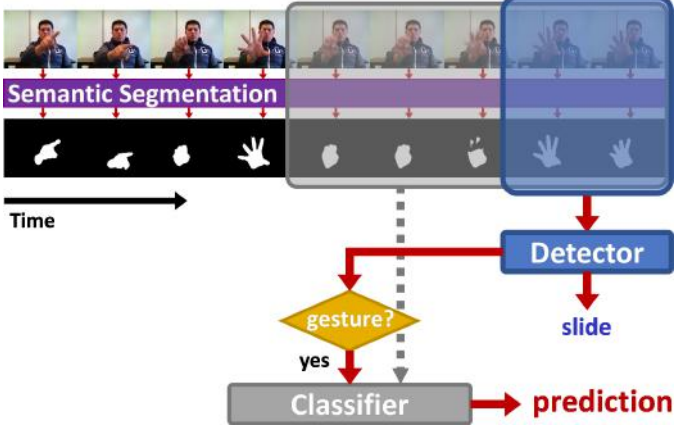 Semantic Segmentation
Time
Detector
gesture?
slide
yes
Classifier
prediction